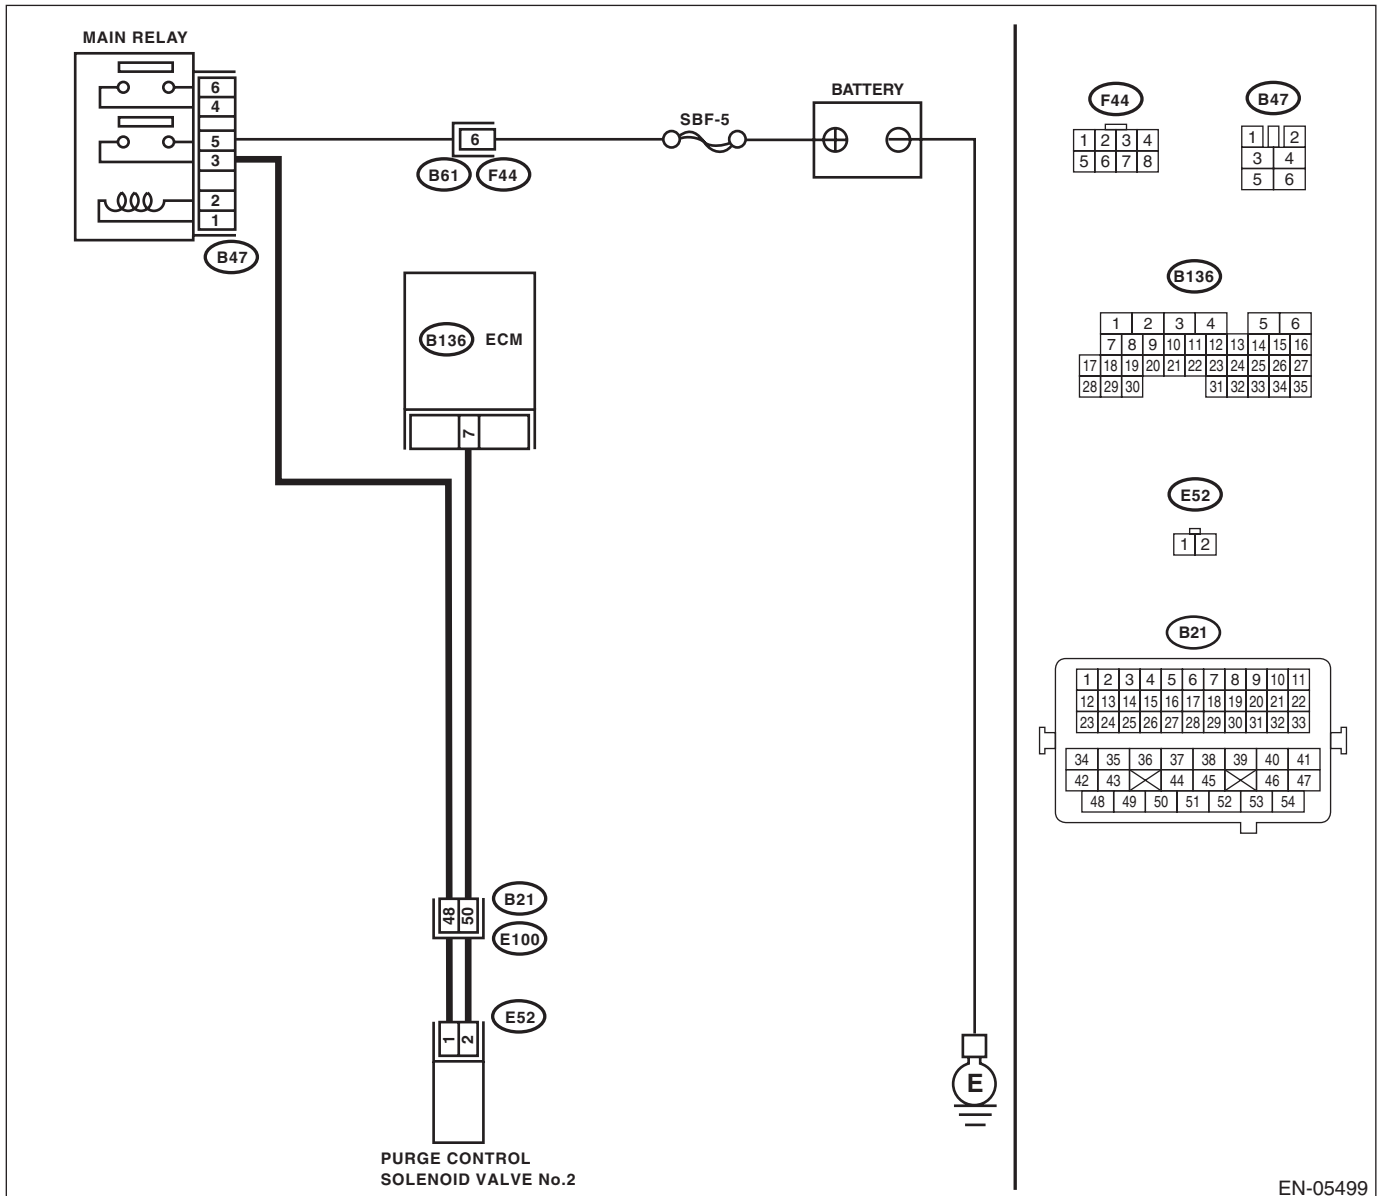 MAIN RELAY
6
4
5
3
2
1
B47
6
B61 F44
SBF-5
BATTERY
B136 ECM
7
48 50
B21
E100
E52
1 2
PURGE CONTROL
SOLENOID VALVE No.2
E
F44
1 2 3 4
5 6 7 8
B47
1 2
3 4
5 6
B136
1 2 3 4 5 6
7 8 9 10 11 12 13 14 15 16
17 18 19 20 21 22 23 24 25 26 27
28 29 30 31 32 33 34 35
E52
1 2
B21
1 2 3 4 5 6 7 8 9 10 11
12 13 14 15 16 17 18 19 20 21 22
23 24 25 26 27 28 29 30 31 32 33
34 35 36 37 38 39 40 41
42 43 44 45 46 47
48 49 50 51 52 53 54
EN-05499